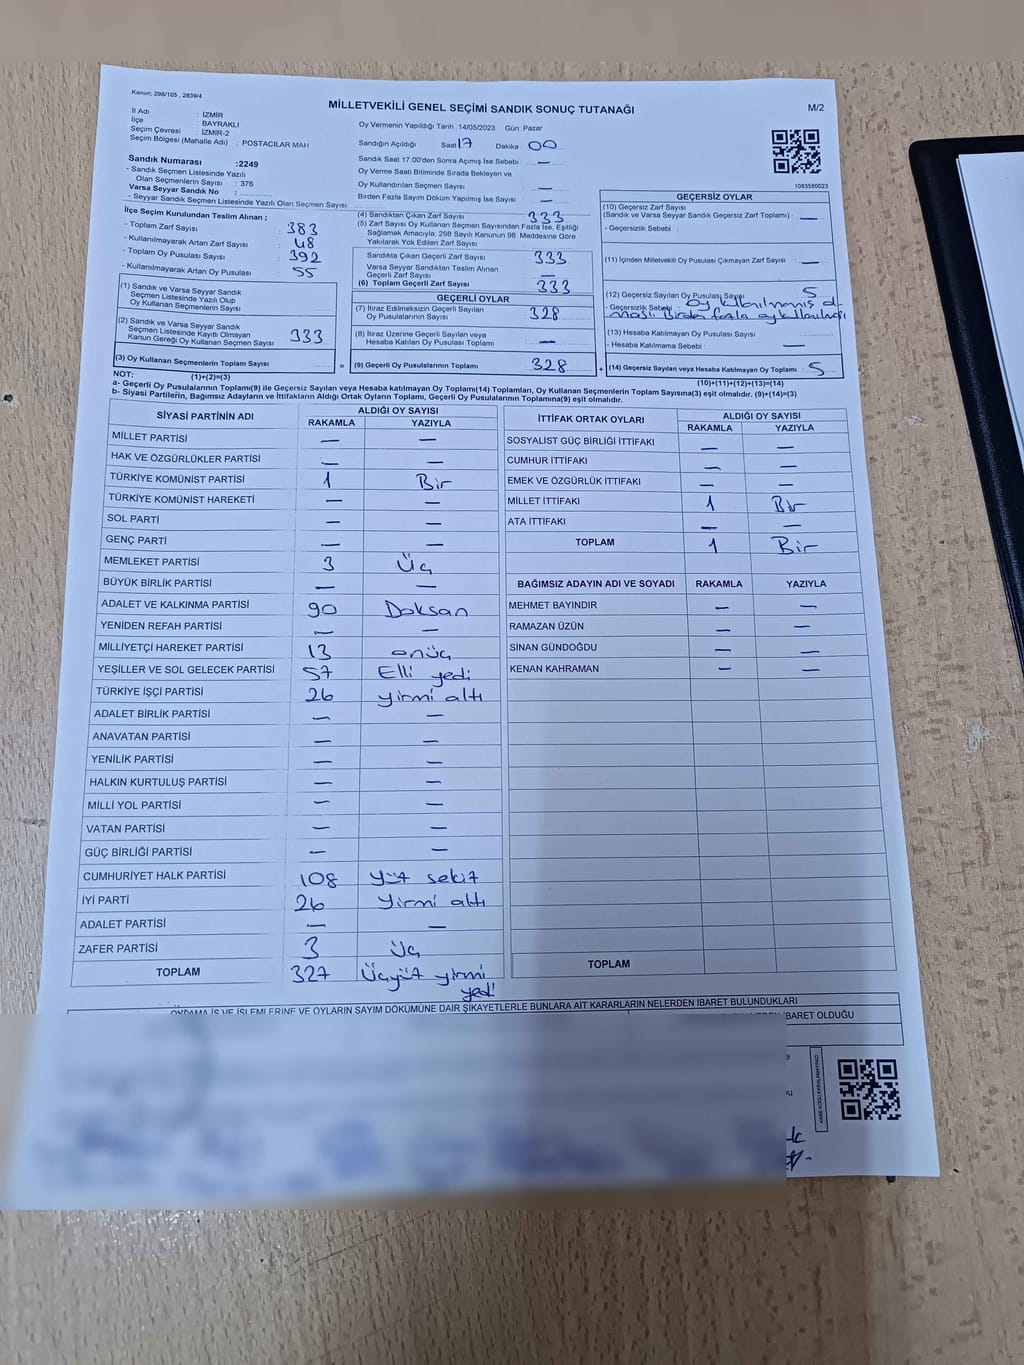 Kanun: 298/105 , 2839/4
MİLLETVEKİLİ GENEL SEÇİMİ SANDIK SONUÇ TUTANAĞI
M/2
İl Adı : İZMİR
İlçe : BAYRAKLI
Seçim Çevresi : İZMİR-2
Seçim Bölgesi (Mahalle Adı) : POSTACILAR MAH
Sandık Numarası :2249
- Sandık Seçmen Listesinde Yazılı
Olan Seçmenlerin Sayısı : 376
Varsa Seyyar Sandık No :
- Seyyar Sandık Seçmen Listesinde Yazılı Olan Seçmen Sayısı:
Oy Vermenin Yapıldığı Tarih : 14/05/2023 Gün: Pazar
Sandığın Açıldığı Saat 17 Dakika 00
Sandık Saat 17.00'den Sonra Açımış İse Sebebi : —
Oy Verme Saati Bitiminde Sırada Bekleyen ve
Oy Kullandırılan Seçmen Sayısı : —
Birden Fazla Sayım Döküm Yapılmış İse Sayısı : —
1083580023
İlçe Seçim Kurulundan Teslim Alınan ;
- Toplam Zarf Sayısı : 383
- Kullanılmayarak Artan Zarf Sayısı : 48
- Toplam Oy Pusulası Sayısı : 392
- Kullanılmayarak Artan Oy Pusulası : 55
(4) Sandıktan Çıkan Zarf Sayısı : 333
(5) Zarf Sayısı Oy Kullanan Seçmen Sayısından Fazla İse, Eşitliği
Sağlamak Amacıyla, 298 Sayılı Kanunun 98. Maddesine Göre
Yakılarak Yok Edilen Zarf Sayısı :
Sandıkta Çıkan Geçerli Zarf Sayısı : 333
Varsa Seyyar Sandıktan Teslim Alınan
Geçerli Zarf Sayısı : —
(6) Toplam Geçerli Zarf Sayısı : 333
GEÇERSİZ OYLAR
(10) Geçersiz Zarf Sayısı
(Sandık ve Varsa Seyyar Sandık Geçersiz Zarf Toplamı) : —
- Geçersizlik Sebebi :
(11) İçinden Milletvekili Oy Pusulası Çıkmayan Zarf Sayısı : —
(12) Geçersiz Sayılan Oy Pusulası Sayısı : 5
- Geçersizlik Sebebi : oy kullanılmamış ol-
ması, Birden fazla oy kullanılması
(13) Hesaba Katılmayan Oy Pusulası Sayısı :
- Hesaba Katılmama Sebebi : —
(14) Geçersiz Sayılan veya Hesaba Katılmayan Oy Toplamı : 5
(10)+(11)+(12)+(13)=(14)
(1) Sandık ve Varsa Seyyar Sandık
Seçmen Listesinde Yazılı Olup
Oy Kullanan Seçmenlerin Sayısı :
(2) Sandık ve Varsa Seyyar Sandık
Seçmen Listesinde Kayıtlı Olmayan
Kanun Gereği Oy Kullanan Seçmen Sayısı : 333
(3) Oy Kullanan Seçmenlerin Toplam Sayısı :
(1)+(2)=(3)
GEÇERLİ OYLAR
(7) İtiraz Edilmeksizin Geçerli Sayılan
Oy Pusulalarının Sayısı : 328
(8) İtiraz Üzerine Geçerli Sayılan veya
Hesaba Katılan Oy Pusulası Toplamı : —
= (9) Geçerli Oy Pusulalarının Toplamı : 328 +
NOT:
a- Geçerli Oy Pusulalarının Toplamı(9) ile Geçersiz Sayılan veya Hesaba katılmayan Oy Toplamı(14) Toplamları, Oy Kullanan Seçmenlerin Toplam Sayısına(3) eşit olmalıdır. (9)+(14)=(3)
b- Siyasi Partilerin, Bağımsız Adayların ve İttifakların Aldığı Ortak Oyların Toplamı, Geçerli Oy Pusulalarının Toplamına(9) eşit olmalıdır.
SİYASİ PARTİNİN ADI ALDIĞI OY SAYISI
RAKAMLA YAZIYLA
MİLLET PARTİSİ — —
HAK VE ÖZGÜRLÜKLER PARTİSİ — —
TÜRKİYE KOMÜNİST PARTİSİ 1 Bir
TÜRKİYE KOMÜNİST HAREKETİ — —
SOL PARTİ — —
GENÇ PARTİ — —
MEMLEKET PARTİSİ 3 Üç
BÜYÜK BİRLİK PARTİSİ — —
ADALET VE KALKINMA PARTİSİ 90 Doksan
YENİDEN REFAH PARTİSİ — —
MİLLİYETÇİ HAREKET PARTİSİ 13 onüç
YEŞİLLER VE SOL GELECEK PARTİSİ 57 Elli yedi
TÜRKİYE İŞÇİ PARTİSİ 26 yirmi altı
ADALET BİRLİK PARTİSİ — —
ANAVATAN PARTİSİ — —
YENİLİK PARTİSİ — —
HALKIN KURTULUŞ PARTİSİ — —
MİLLİ YOL PARTİSİ — —
VATAN PARTİSİ — —
GÜÇ BİRLİĞİ PARTİSİ — —
CUMHURİYET HALK PARTİSİ 108 yüz sekiz
İYİ PARTİ 26 Yirmi altı
ADALET PARTİSİ — —
ZAFER PARTİSİ 3 Üç
TOPLAM 327 Üçyüz yirmi
yedi
İTTİFAK ORTAK OYLARI ALDIĞI OY SAYISI
RAKAMLA YAZIYLA
SOSYALİST GÜÇ BİRLİĞİ İTTİFAKI — —
CUMHUR İTTİFAKI — —
EMEK VE ÖZGÜRLÜK İTTİFAKI — —
MİLLET İTTİFAKI 1 Bir
ATA İTTİFAKI — —
TOPLAM 1 Bir
BAĞIMSIZ ADAYIN ADI VE SOYADI RAKAMLA YAZIYLA
MEHMET BAYINDIR — —
RAMAZAN ÜZÜN — —
SİNAN GÜNDOĞDU — —
KENAN KAHRAMAN — —
TOPLAM
OYLAMA İŞ VE İŞLEMLERİNE VE OYLARIN SAYIM DÖKÜMÜNE DAİR ŞİKAYETLERLE BUNLARA AİT KARARLARIN NELERDEN İBARET BULUNDUKLARI
İBARET OLDUĞU